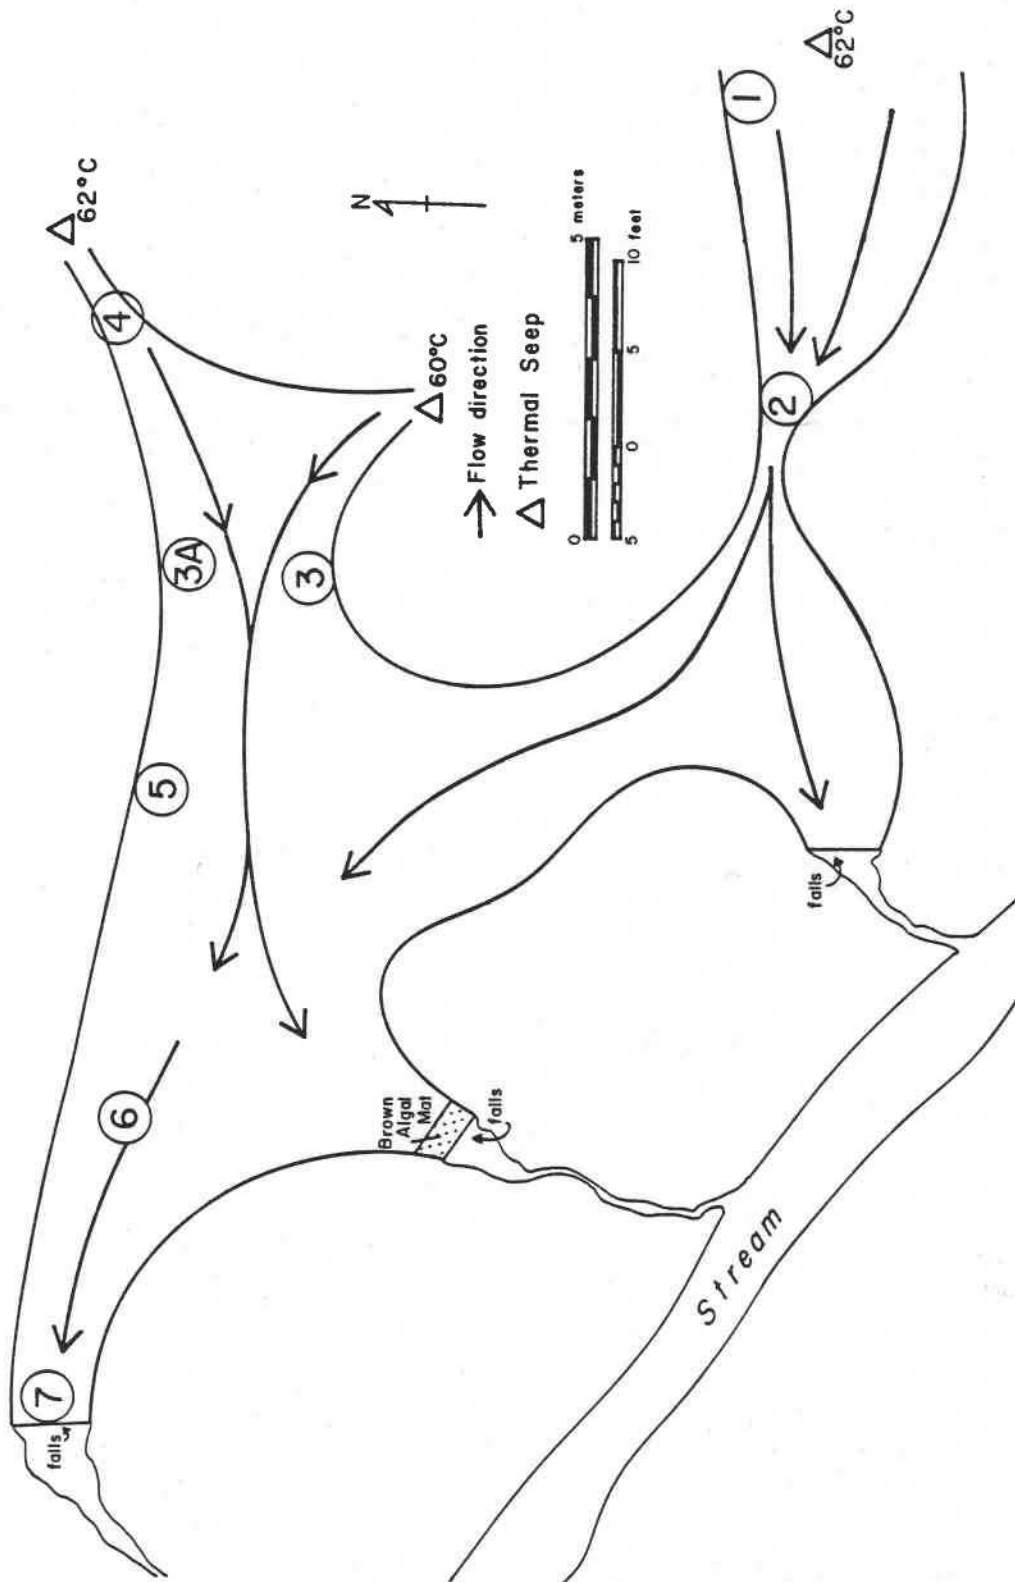 62°C
4
3A
5
6
7
falls
60°C
3
Brown
Algal
Mat
falls
N
Flow direction
Thermal Seep
0 5 meters
5 0 5 10 feet
62°C
1
2
falls
Stream